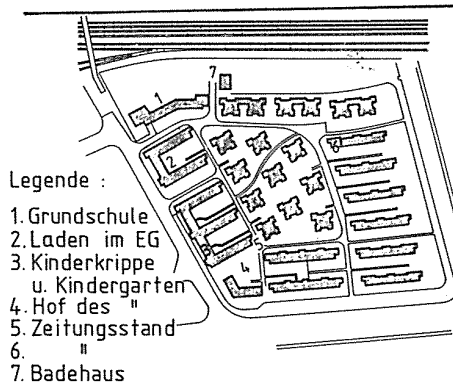 7
1
2
6
4
Legende :
1. Grundschule
2. Laden im EG
3. Kinderkrippe
u. Kindergarten
4. Hof des "
5. Zeitungsstand
6. "
7. Badehaus